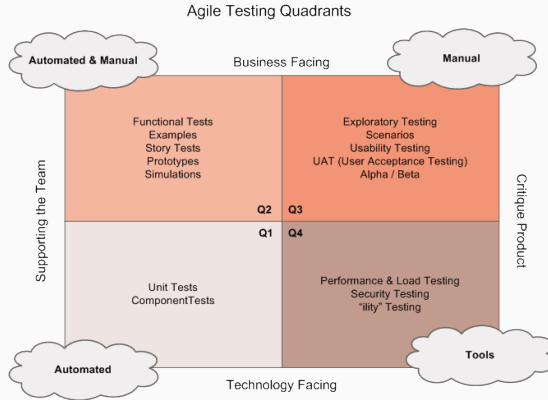 Agile Testing Quadrants
Automated & Manual
Business Facing
Manual
Functional Tests
Examples
Story Tests
Prototypes
Simulations
Exploratory Testing
Scenarios
Usability Testing
UAT (User Acceptance Testing)
Alpha / Beta
Supporting the Team
Critique Product
Q2
Q3
Q1
Q4
Unit Tests
ComponentTests
Performance & Load Testing
Security Testing
“ility” Testing
Automated
Technology Facing
Tools